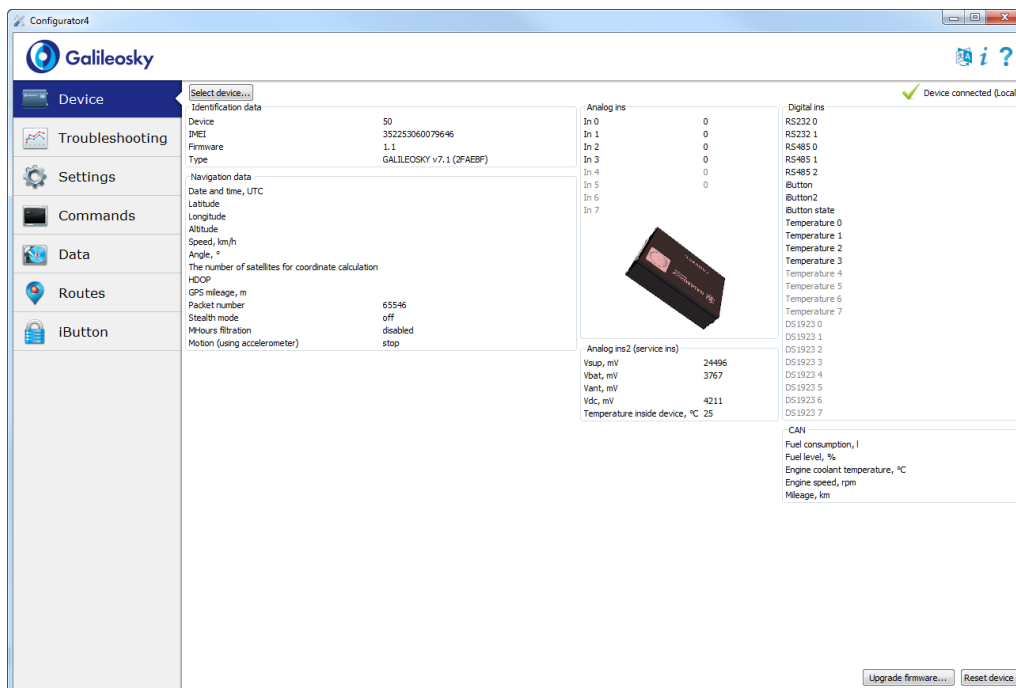 Configurator4
Galileosky
Device
Troubleshooting
Settings
Commands
Data
Routes
iButton
Select device...
Device connected (Local
Identification data
Device 50
IMEI 352253060079646
Firmware 1.1
Type GALILEOSKY v7.1 (2FAEBF)
Navigation data
Date and time, UTC
Latitude
Longitude
Altitude
Speed, km/h
Angle, °
The number of satellites for coordinate calculation
HDOP
GPS mileage, m
Packet number 65546
Stealth mode off
MHours filtration disabled
Motion (using accelerometer) stop
Analog ins
In 0 0
In 1 0
In 2 0
In 3 0
In 4 0
In 5 0
In 6
In 7
Analog ins2 (service ins)
Vsup, mV 24496
Vbat, mV 3767
Vant, mV
Vdc, mV 4211
Temperature inside device, °C 25
Digital ins
RS232 0
RS232 1
RS485 0
RS485 1
RS485 2
iButton
iButton2
iButton state
Temperature 0
Temperature 1
Temperature 2
Temperature 3
Temperature 4
Temperature 5
Temperature 6
Temperature 7
DS1923 0
DS1923 1
DS1923 2
DS1923 3
DS1923 4
DS1923 5
DS1923 6
DS1923 7
CAN
Fuel consumption, l
Fuel level, %
Engine coolant temperature, °C
Engine speed, rpm
Mileage, km
Upgrade firmware...
Reset device